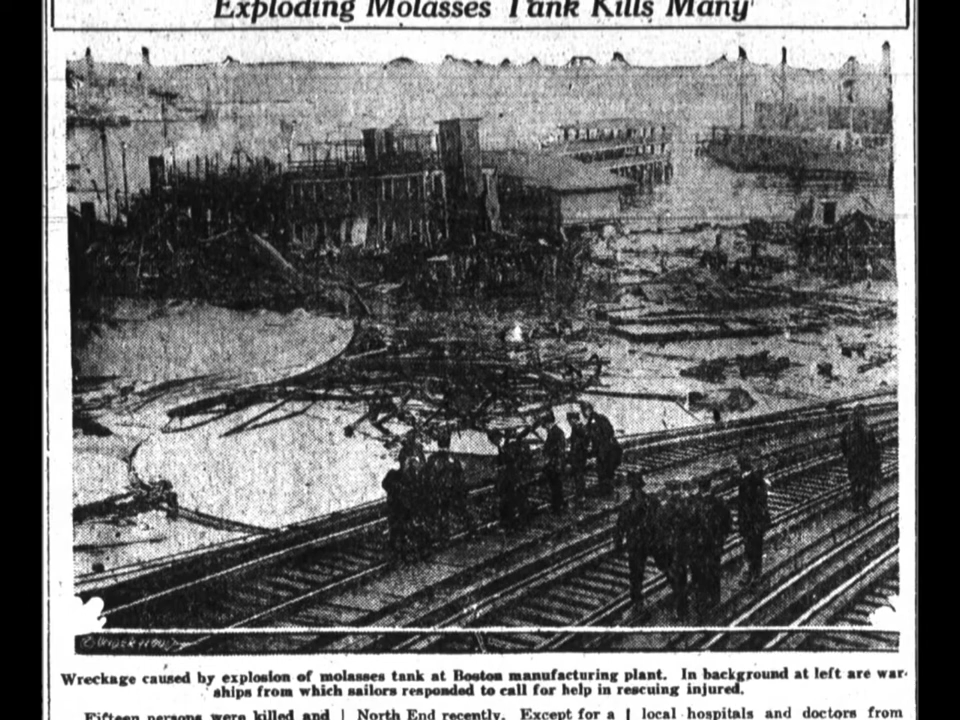 Exploding Molasses Tank Kills Many
Wreckage caused by explosion of molasses tank at Boston manufacturing plant. In background at left are war-
ships from which sailors responded to call for help in rescuing injured.
Fifteen persons were killed and | North End recently. Except for a | local hospitals and doctors from